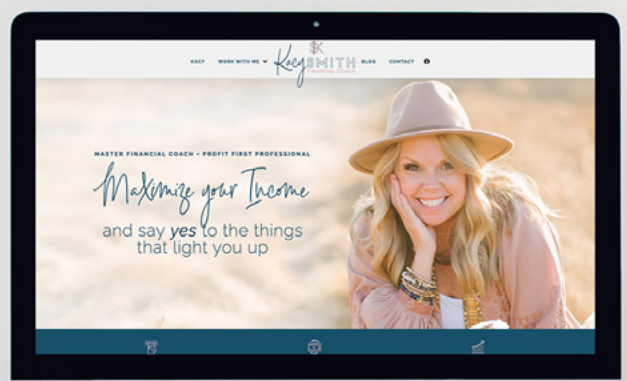 $K
KACY WORK WITH ME Kacy SMITH BLOG CONTACT
FINANCIAL COACH
MASTER FINANCIAL COACH + PROFIT FIRST PROFESSIONAL
Maximize your Income
and say yes to the things
that light you up